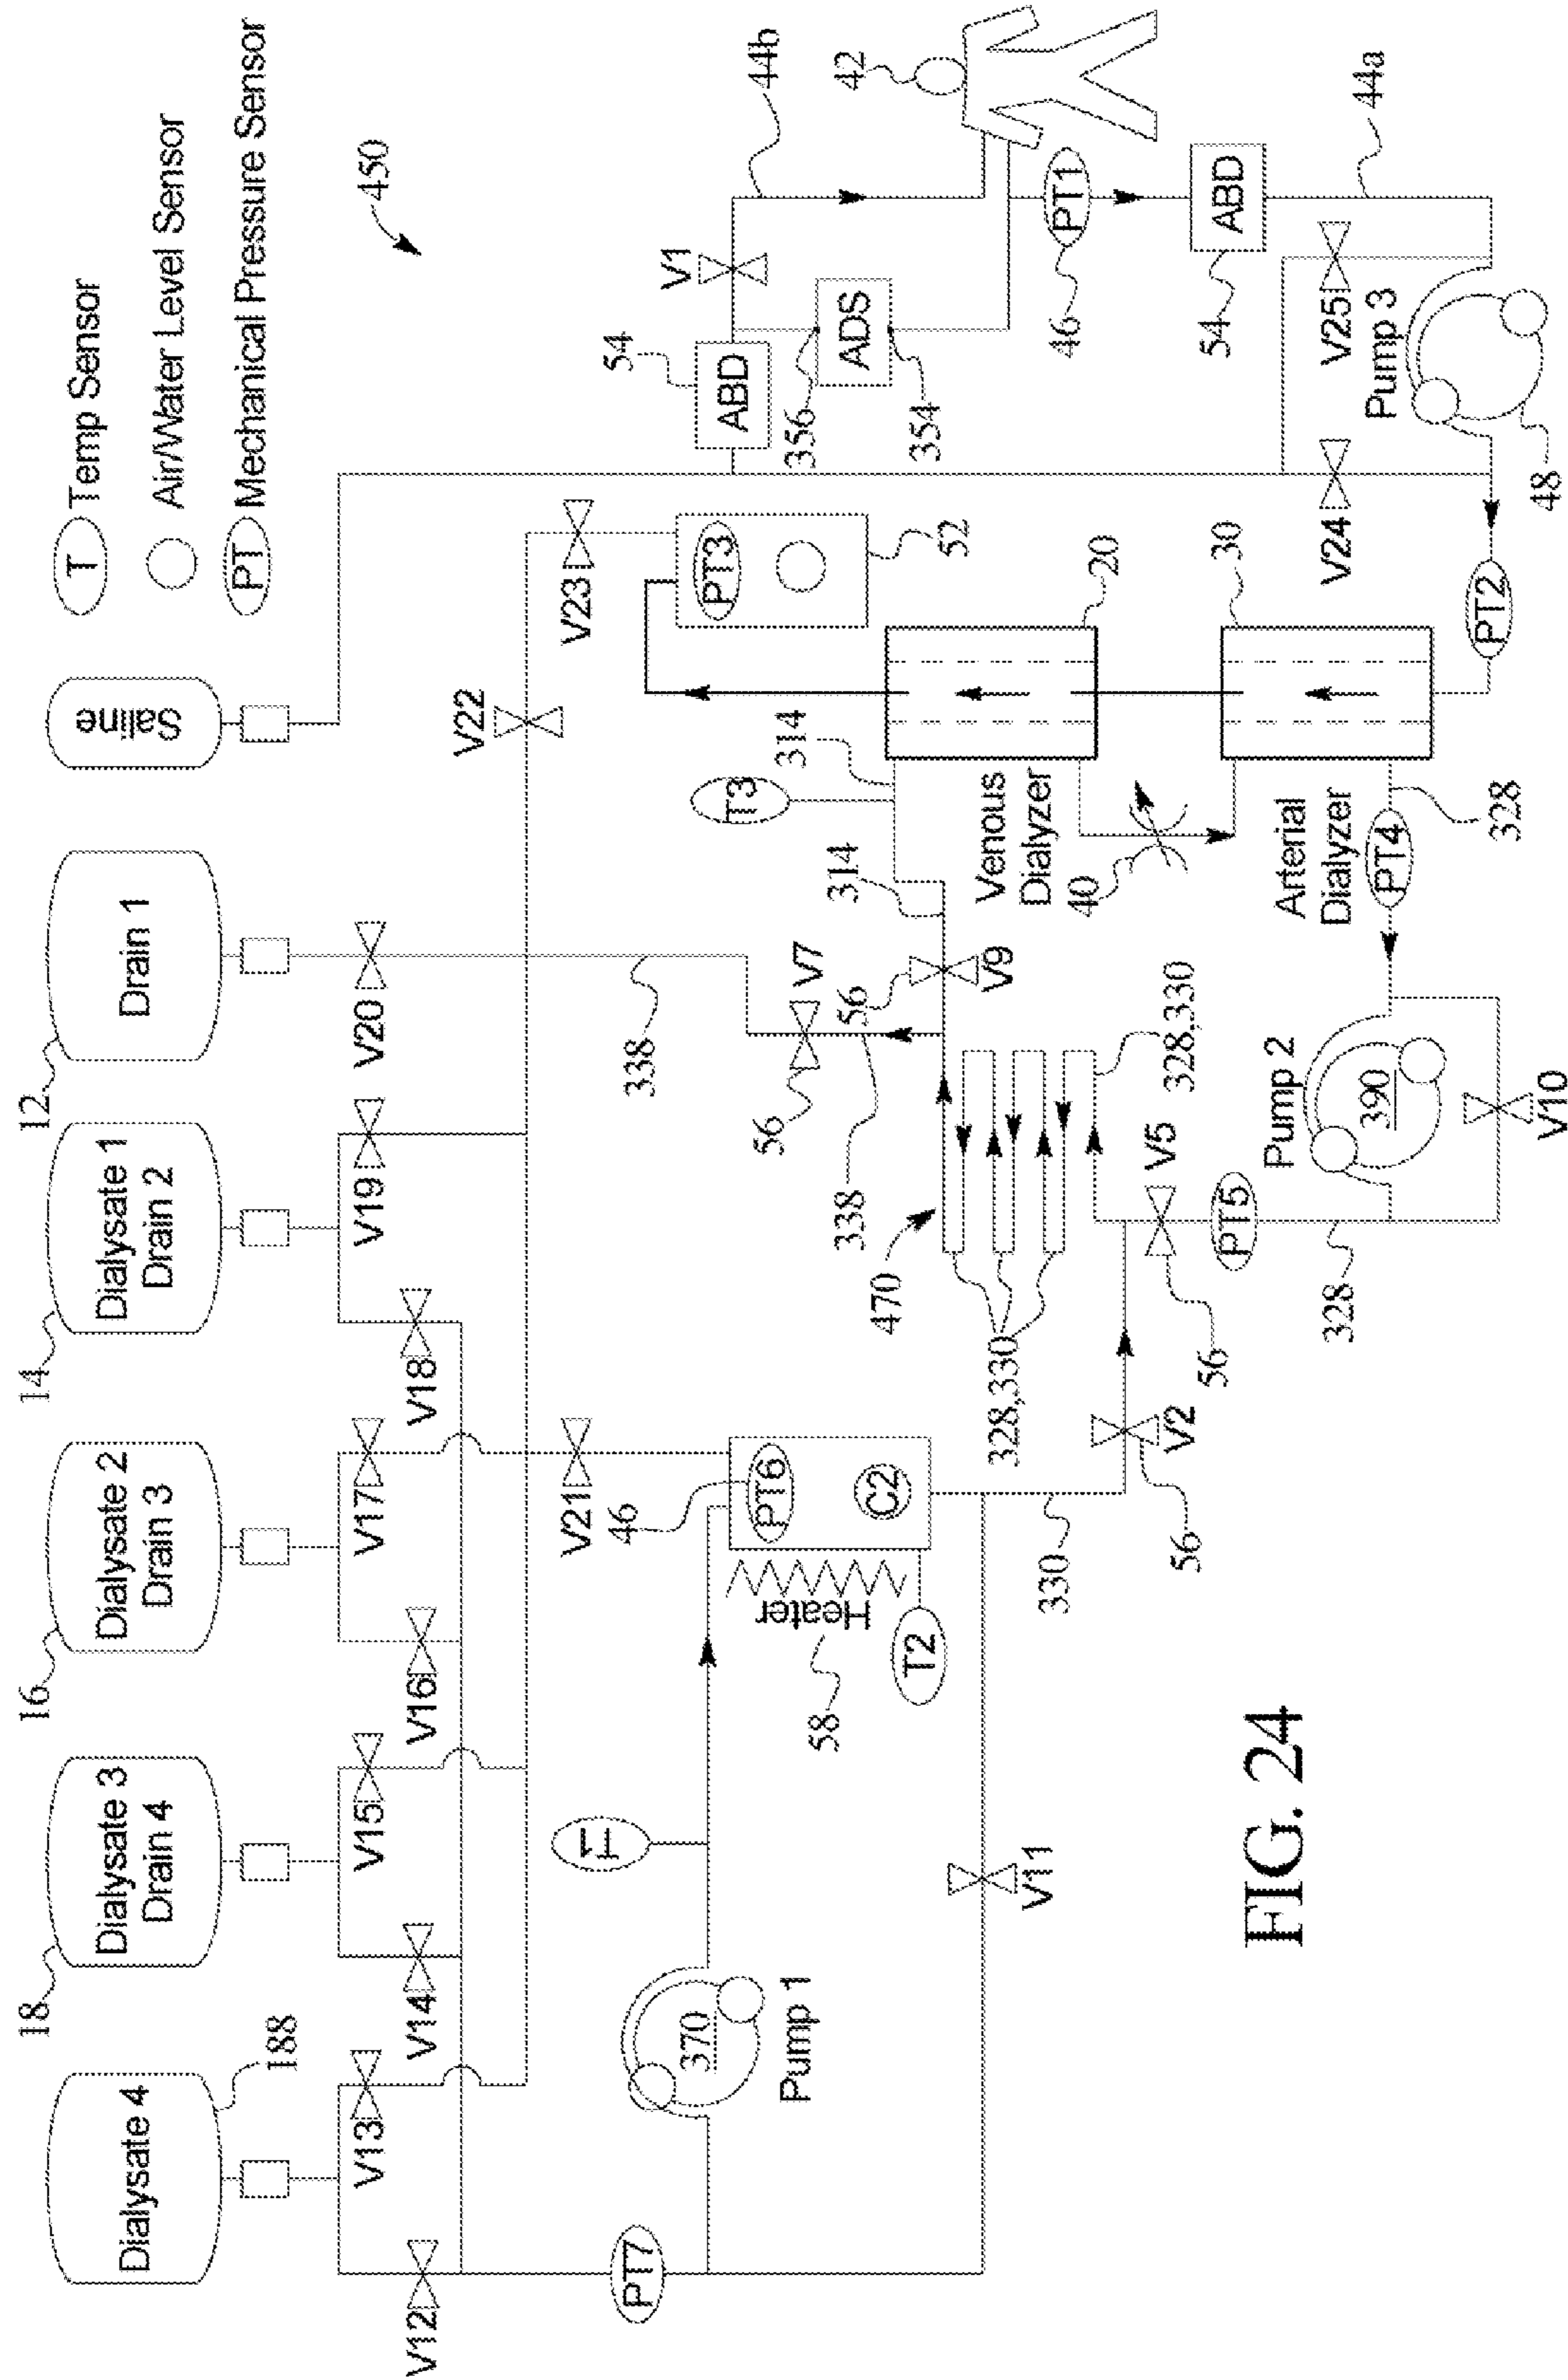 T Temp Sensor
Air/Water Level Sensor
PT Mechanical Pressure Sensor
450
Saline
Drain 1
12
Dialysate 1
Drain 2
14
Dialysate 2
Drain 3
16
Dialysate 3
Drain 4
18
Dialysate 4
188
V12
V13
V14
V15
V16
V17
V18
V19
V20
V21
V22
V23
PT7
370
Pump 1
T1
Heater
58
T2
PT6
46
C2
V11
330
V2
56
328,330
470
328,330
338
338
V7
56
V9
56
314
314
T3
PT3
52
Venous
Dialyzer
20
40
Arterial
Dialyzer
30
328
PT4
Pump 2
390
V10
V5
56
PT5
328
PT2
V24
V25
Pump 3
48
ABD
54
V1
ADS
356
354
44b
42
PT1
46
ABD
54
44a
FIG. 24